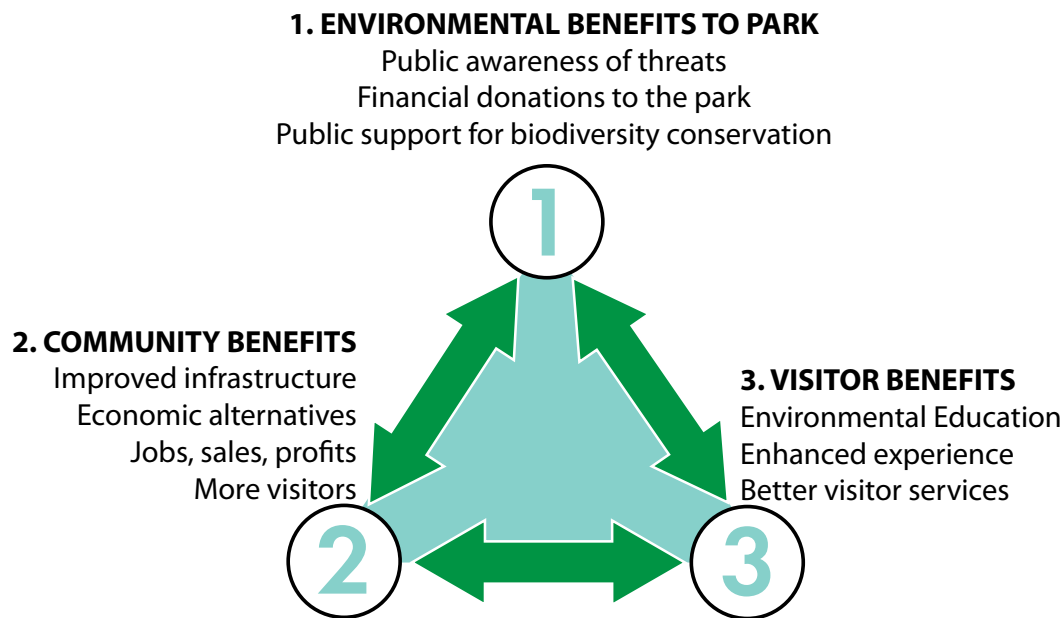 1. ENVIRONMENTAL BENEFITS TO PARK
Public awareness of threats
Financial donations to the park
Public support for biodiversity conservation
1
2. COMMUNITY BENEFITS
Improved infrastructure
Economic alternatives
Jobs, sales, profits
More visitors
2
3. VISITOR BENEFITS
Environmental Education
Enhanced experience
Better visitor services
3